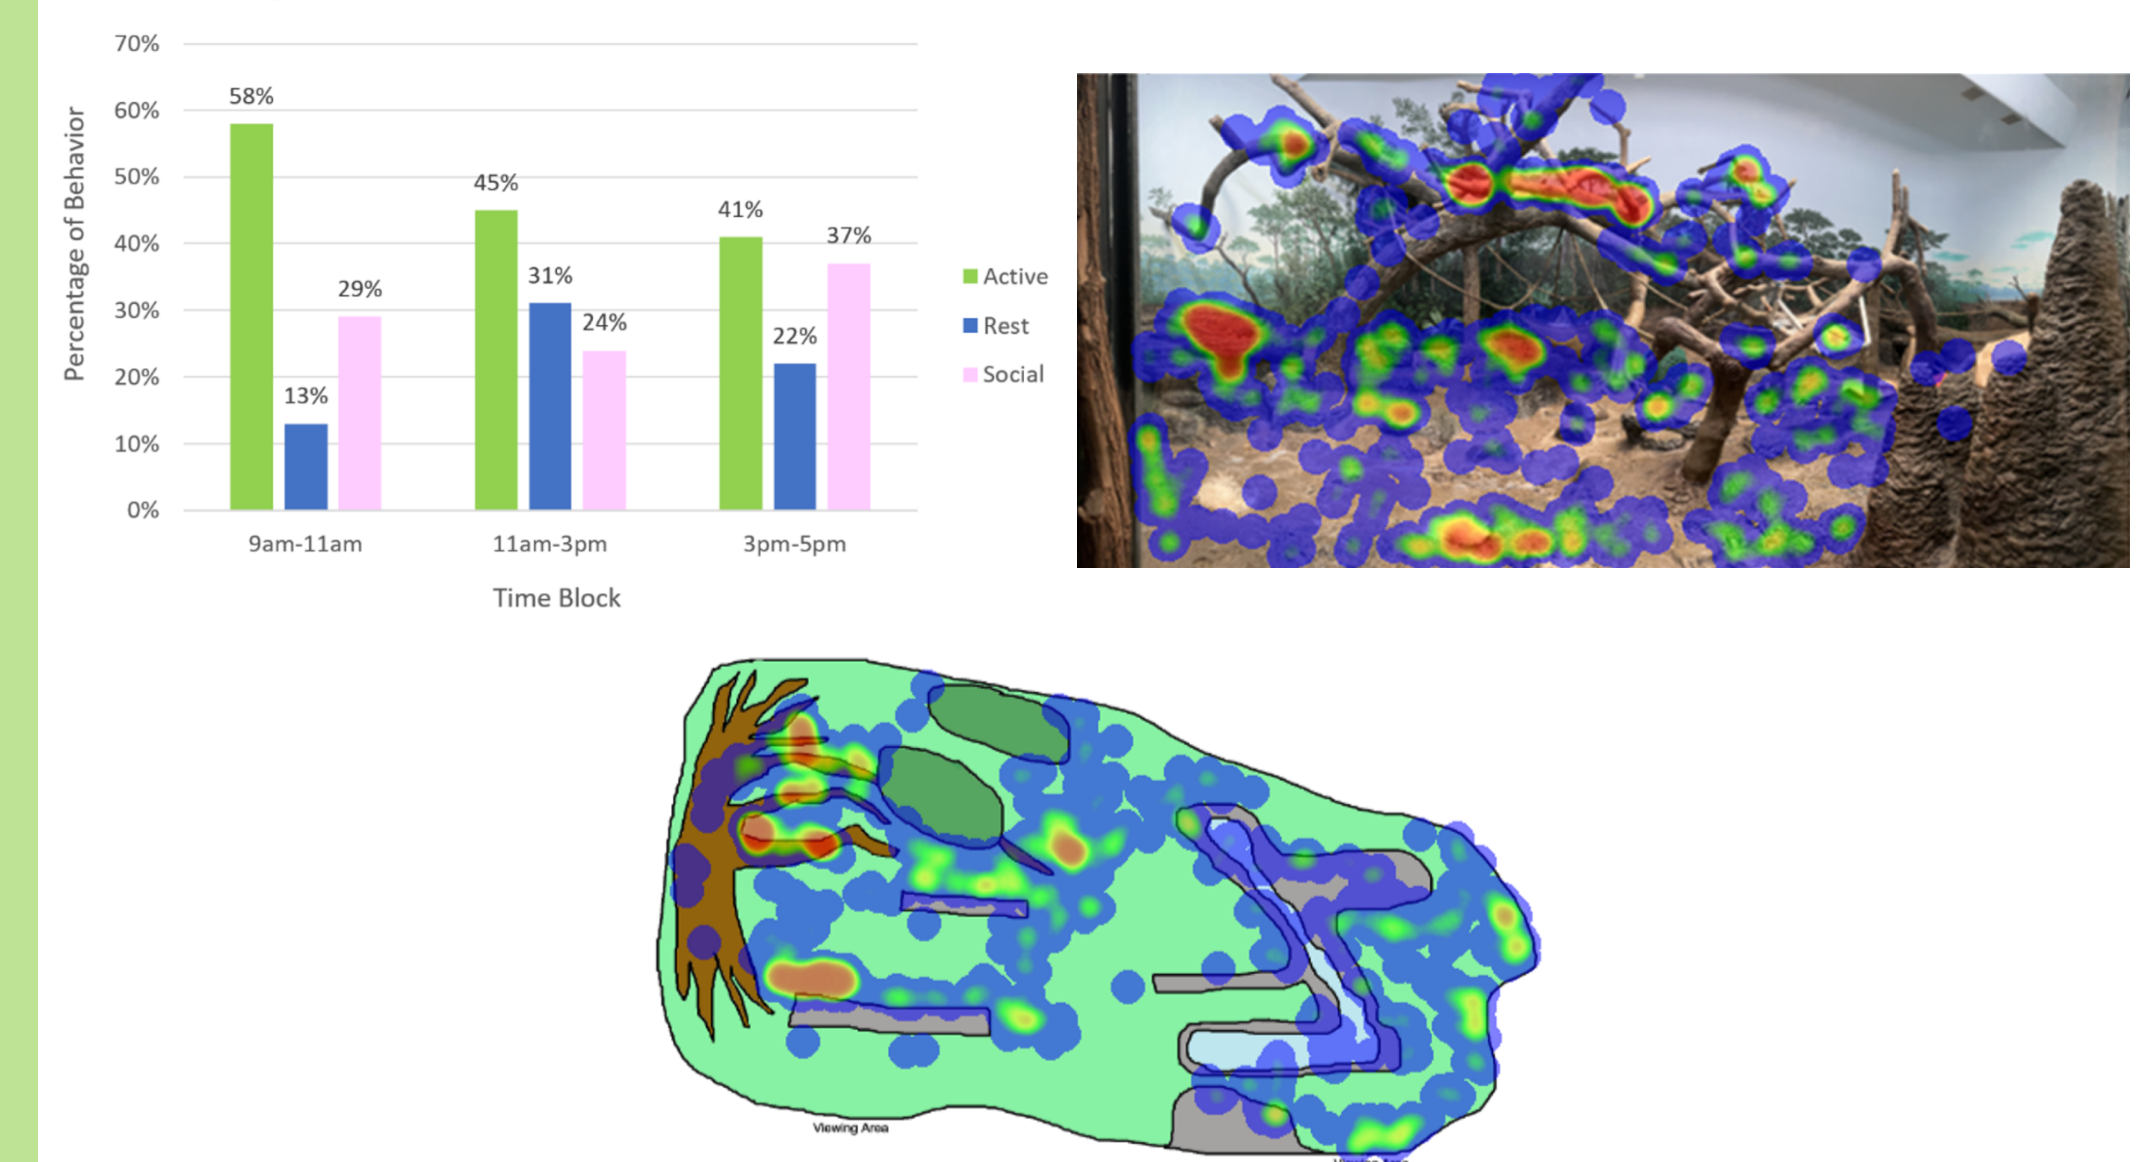 70%
60%
50%
40%
30%
20%
10%
0%
Percentage of Behavior
58%
13%
29%
45%
31%
24%
41%
22%
37%
9am-11am
11am-3pm
3pm-5pm
Time Block
Active
Rest
Social
Viewing Area